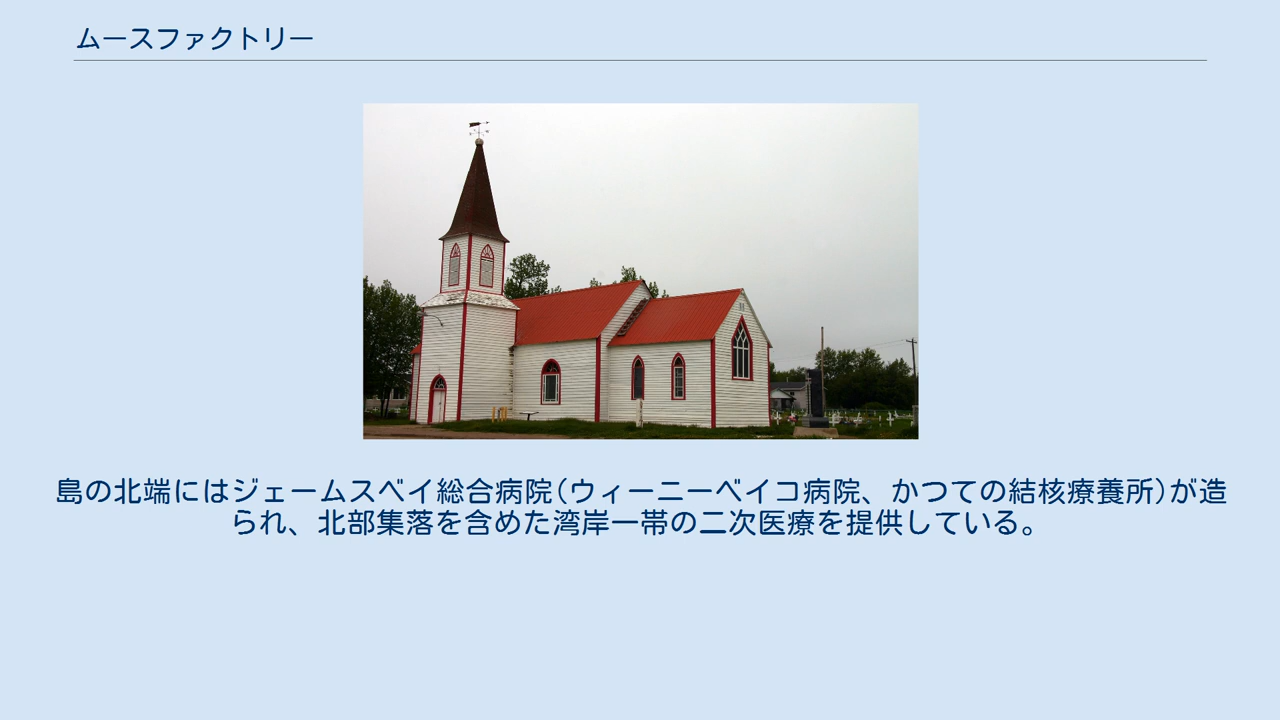 ムースファクトリー
島の北端にはジェームスベイ総合病院(ウィーニーベイコ病院、かつての結核療養所)が造
られ、北部集落を含めた湾岸一帯の二次医療を提供している。